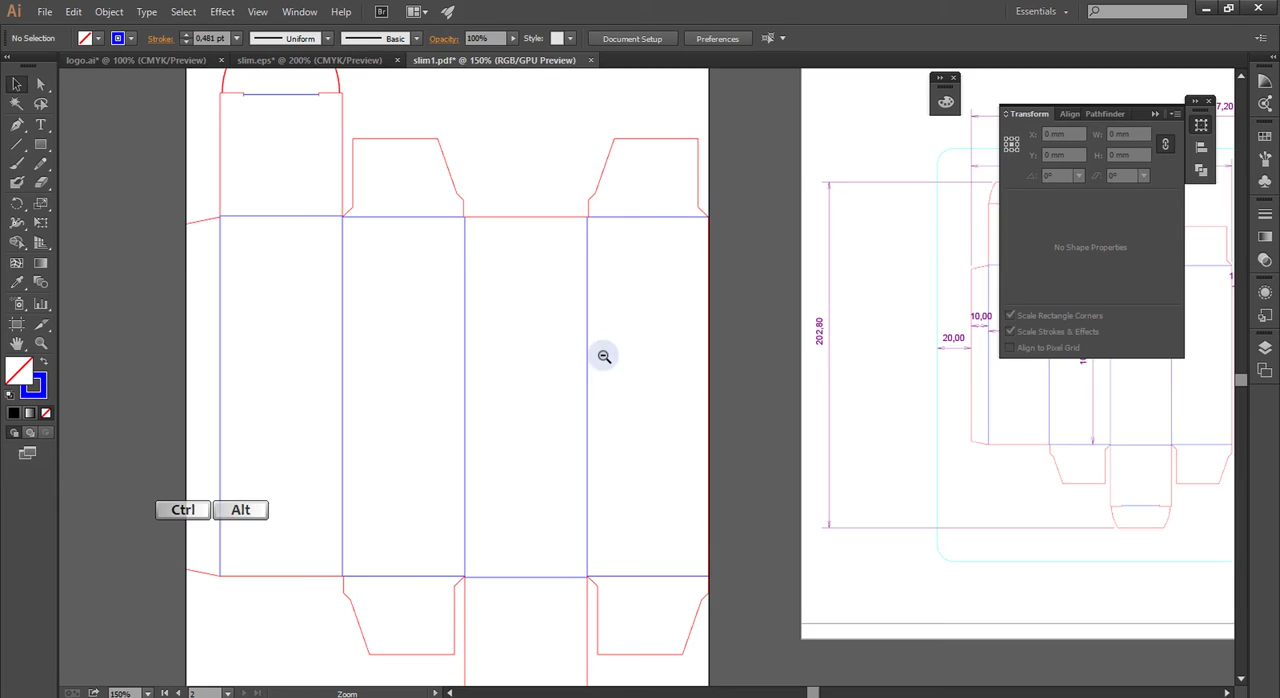 Ai File Edit Object Type Select Effect View Window Help Br Essentials
No Selection Stroke: 0,481 pt Uniform Basic Opacity: 100% Style: Document Setup Preferences
logo.ai* @ 100% (CMYK/Preview) slim.eps* @ 200% (CMYK/Preview) slim1.pdf* @ 150% (RGB/GPU Preview)
7,20
Transform Align Pathfinder
X: 0 mm W: 0 mm
Y: 0 mm H: 0 mm
0° 0°
No Shape Properties
Scale Rectangle Corners
Scale Strokes & Effects
Align to Pixel Grid
10,00
20,00
202,80
Ctrl Alt
150% 2 Zoom